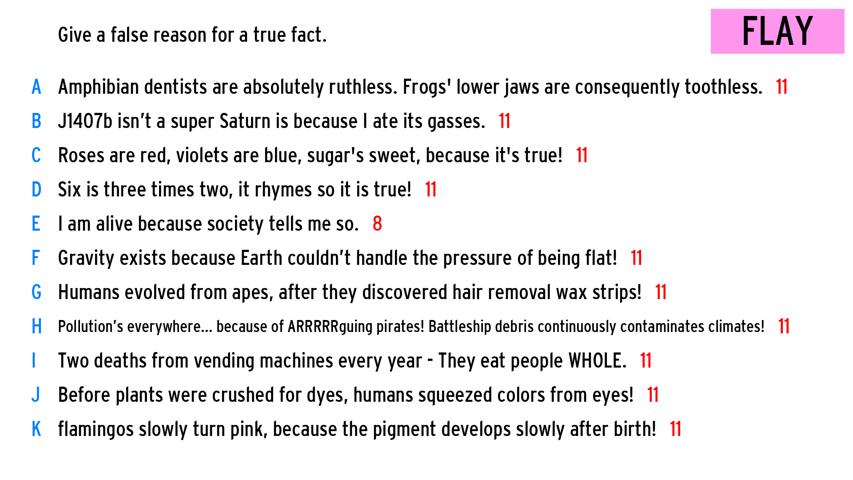 Give a false reason for a true fact.
FLAY
A Amphibian dentists are absolutely ruthless. Frogs' lower jaws are consequently toothless. 11
B J1407b isn't a super Saturn is because I ate its gasses. 11
C Roses are red, violets are blue, sugar's sweet, because it's true! 11
D Six is three times two, it rhymes so it is true! 11
E I am alive because society tells me so. 8
F Gravity exists because Earth couldn't handle the pressure of being flat! 11
G Humans evolved from apes, after they discovered hair removal wax strips! 11
H Pollution's everywhere... because of ARRRRRguing pirates! Battleship debris continuously contaminates climates! 11
I Two deaths from vending machines every year - They eat people WHOLE. 11
J Before plants were crushed for dyes, humans squeezed colors from eyes! 11
K flamingos slowly turn pink, because the pigment develops slowly after birth! 11